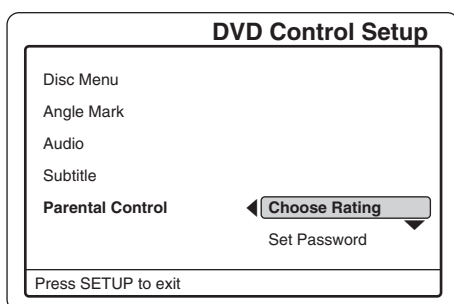 DVD Control Setup
Disc Menu
Angle Mark
Audio
Subtitle
Parental Control Choose Rating
Set Password
Press SETUP to exit